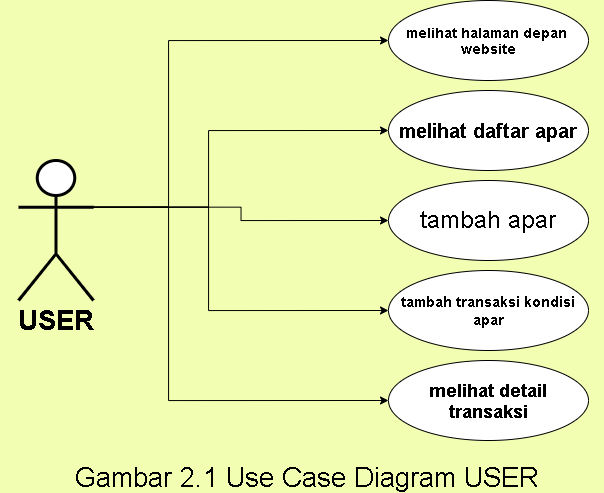 melihat halaman depan
website
melihat daftar apar
tambah apar
tambah transaksi kondisi
apar
melihat detail
transaksi
USER
Gambar 2.1 Use Case Diagram USER